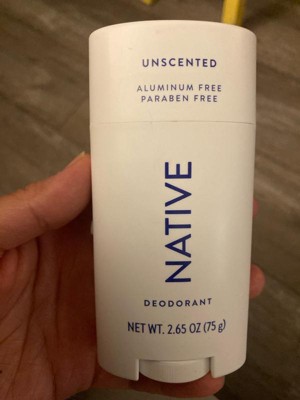 UNSCENTED
ALUMINUM FREE
PARABEN FREE
NATIVE
DEODORANT
NET WT. 2.65 OZ (75 g)